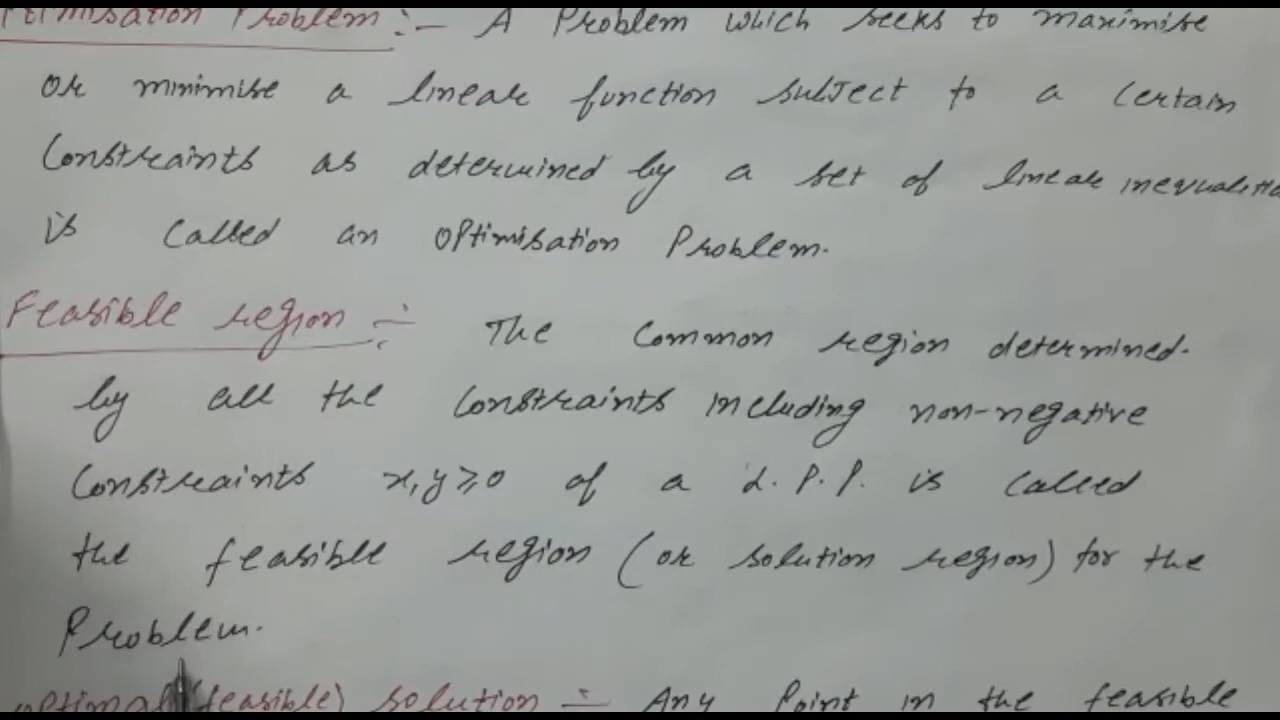 Optimisation Problem :- A Problem which seeks to maximise
or minimise a linear function subject to a certain
Constraints as determined by a set of linear inequalities
is called an optimisation Problem.
Feasible region :- The Common region determined
by all the Constraints including non-negative
Constraints x, y ≥ 0 of a L.P.P. is called
the feasible region (or solution region) for the
Problem.
optimal (feasible) solution :- Any Point in the feasible